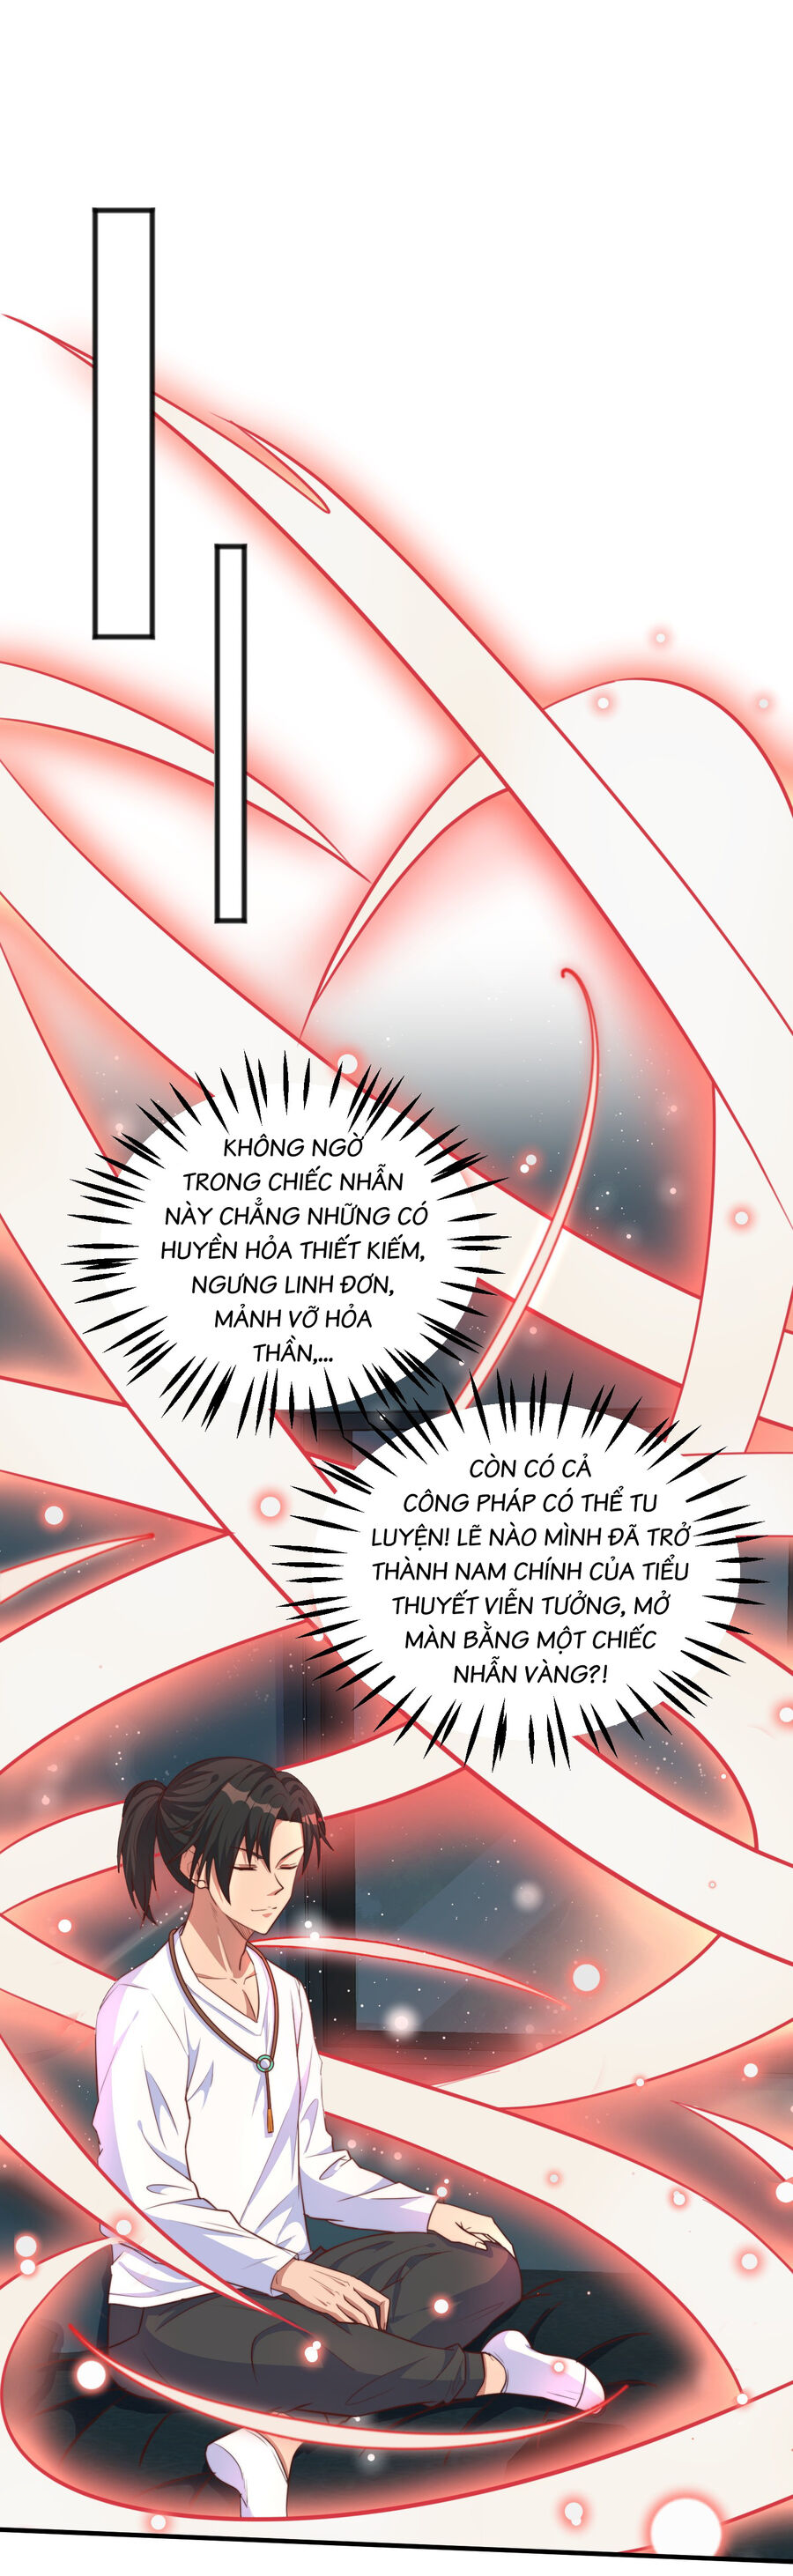 KHÔNG NGỜ
TRONG CHIẾC NHẪN
NÀY CHẲNG NHỮNG CÓ
HUYỀN HỎA THIẾT KIẾM,
NGƯNG LINH ĐƠN,
MẢNH VỠ HỎA
THẦN,...
CÒN CÓ CẢ
CÔNG PHÁP CÓ THỂ TU
LUYỆN! LẼ NÀO MÌNH ĐÃ TRỞ
THÀNH NAM CHÍNH CỦA TIỂU
THUYẾT VIỄN TƯỞNG, MỞ
MÀN BẰNG MỘT CHIẾC
NHẪN VÀNG?!